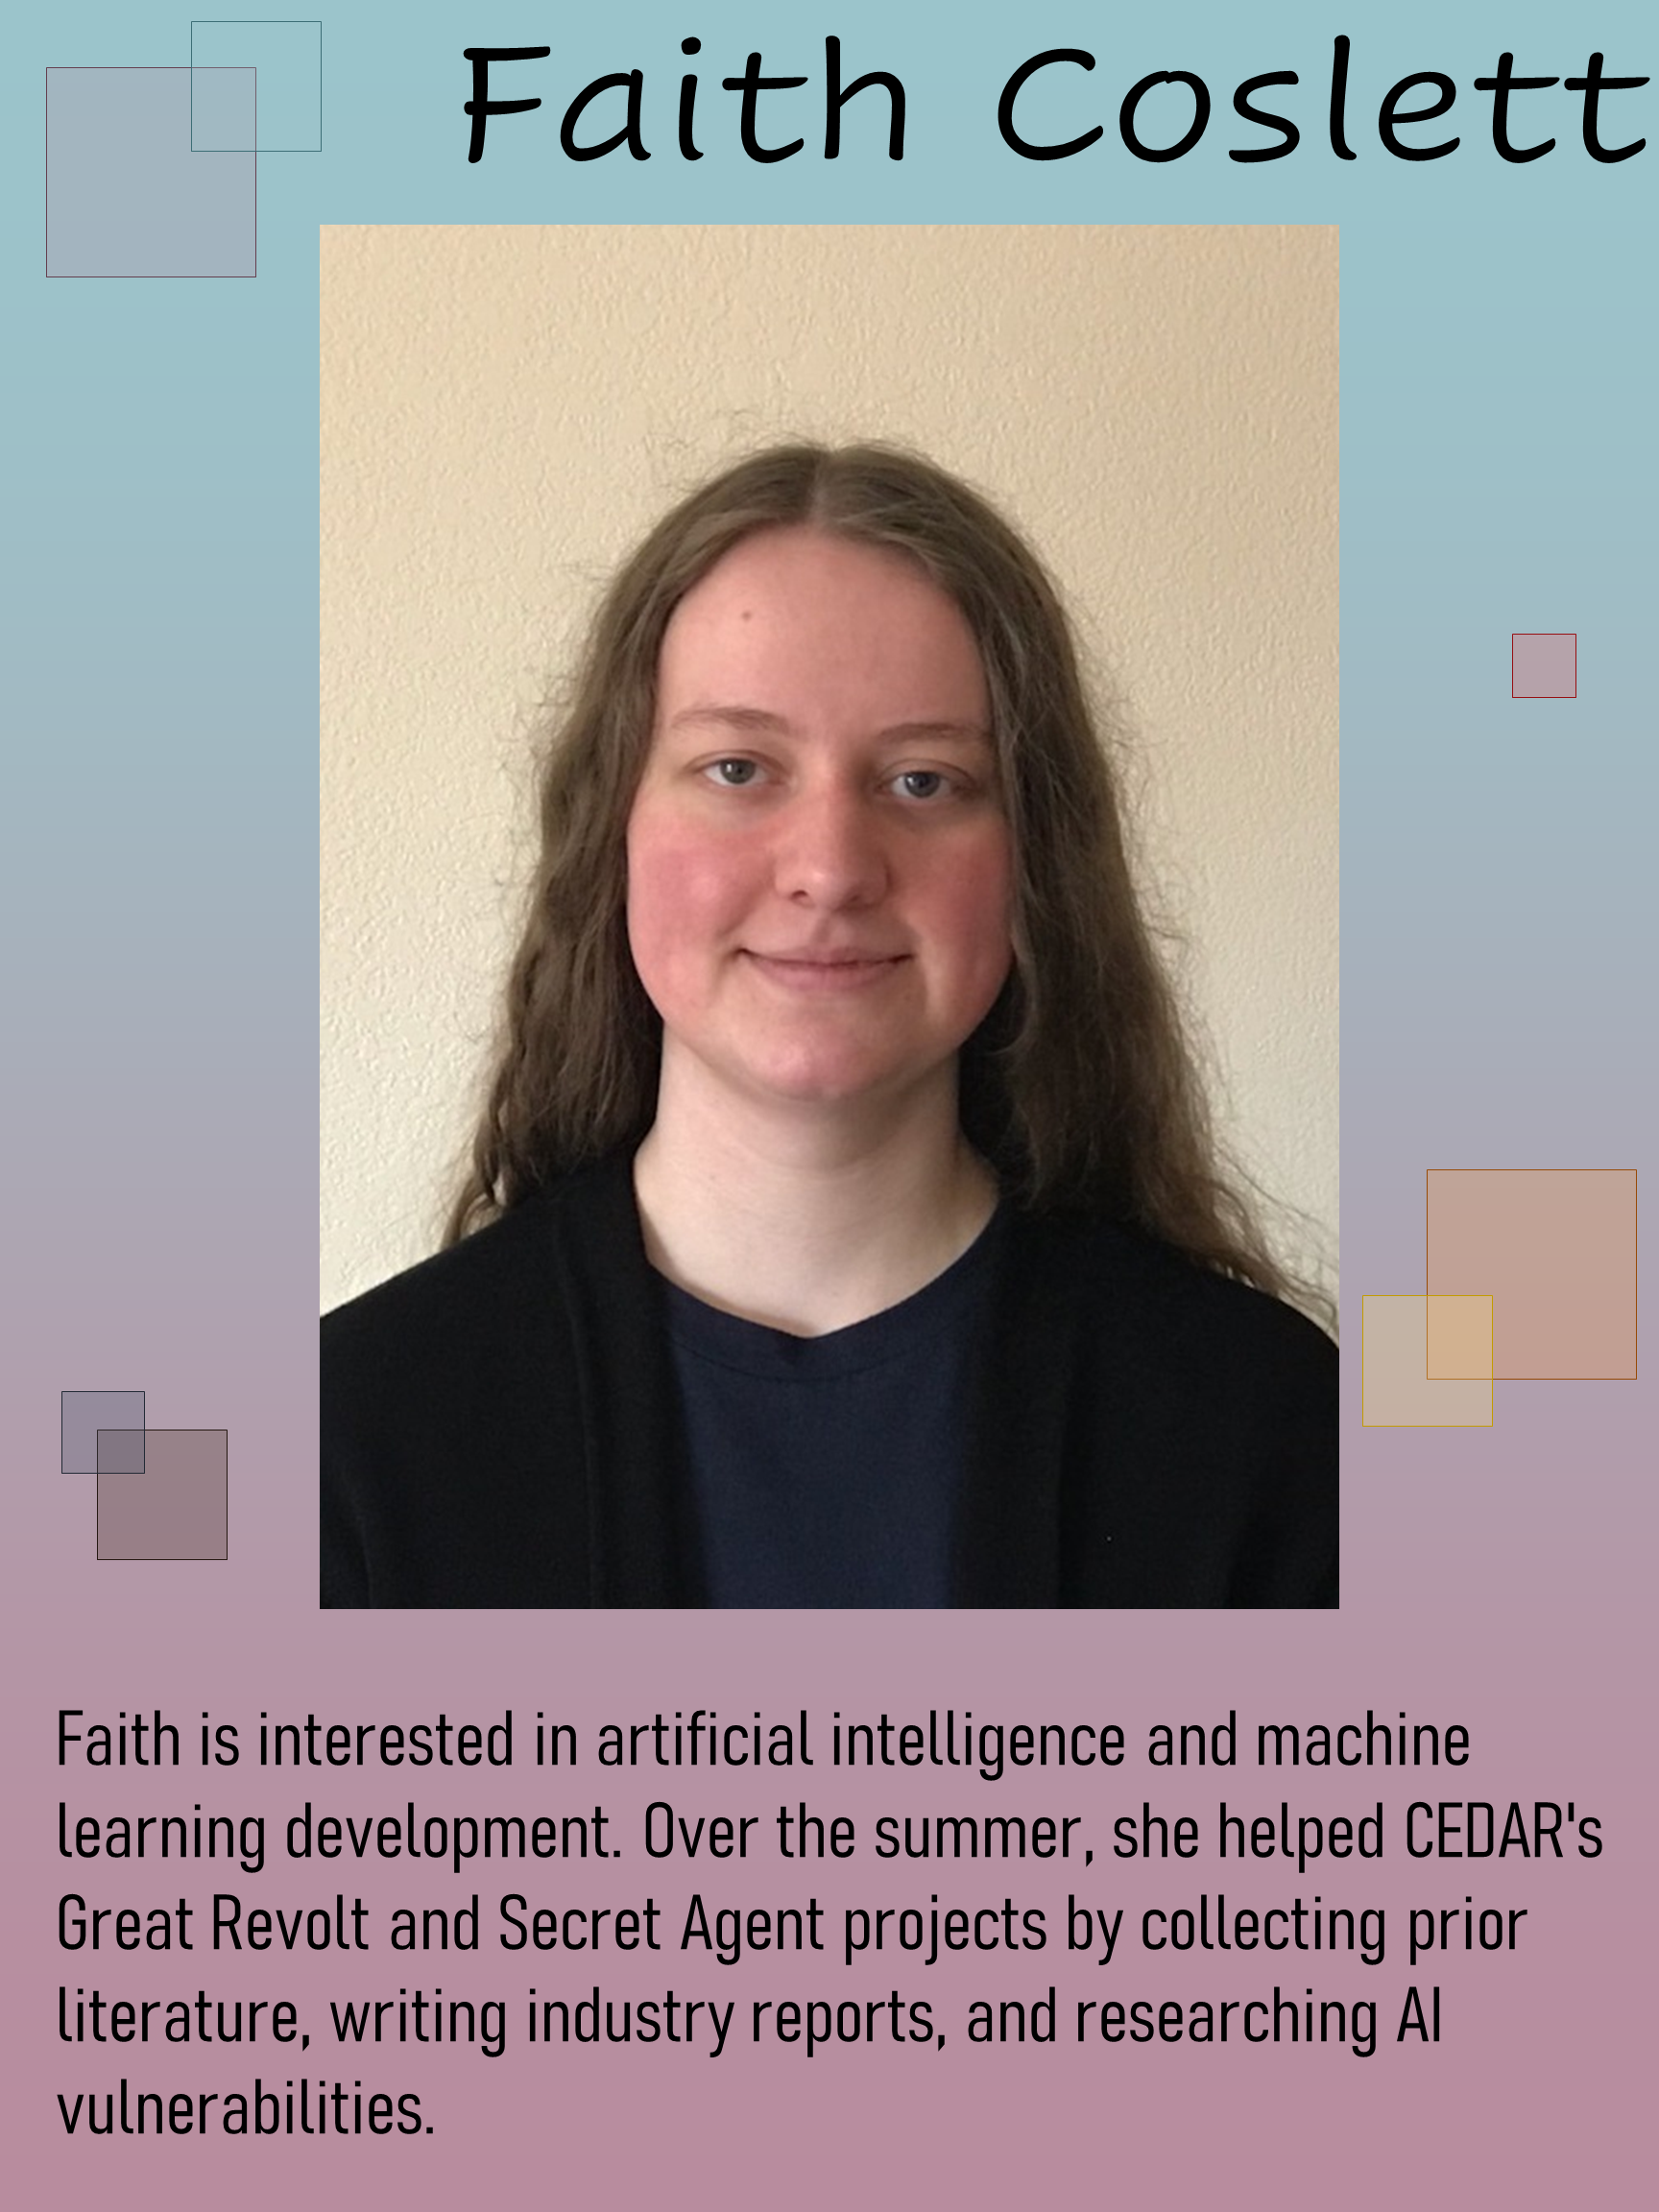 Faith Coslett
Faith is interested in artificial intelligence and machine
learning development. Over the summer, she helped CEDAR's
Great Revolt and Secret Agent projects by collecting prior
literature, writing industry reports, and researching AI
vulnerabilities.